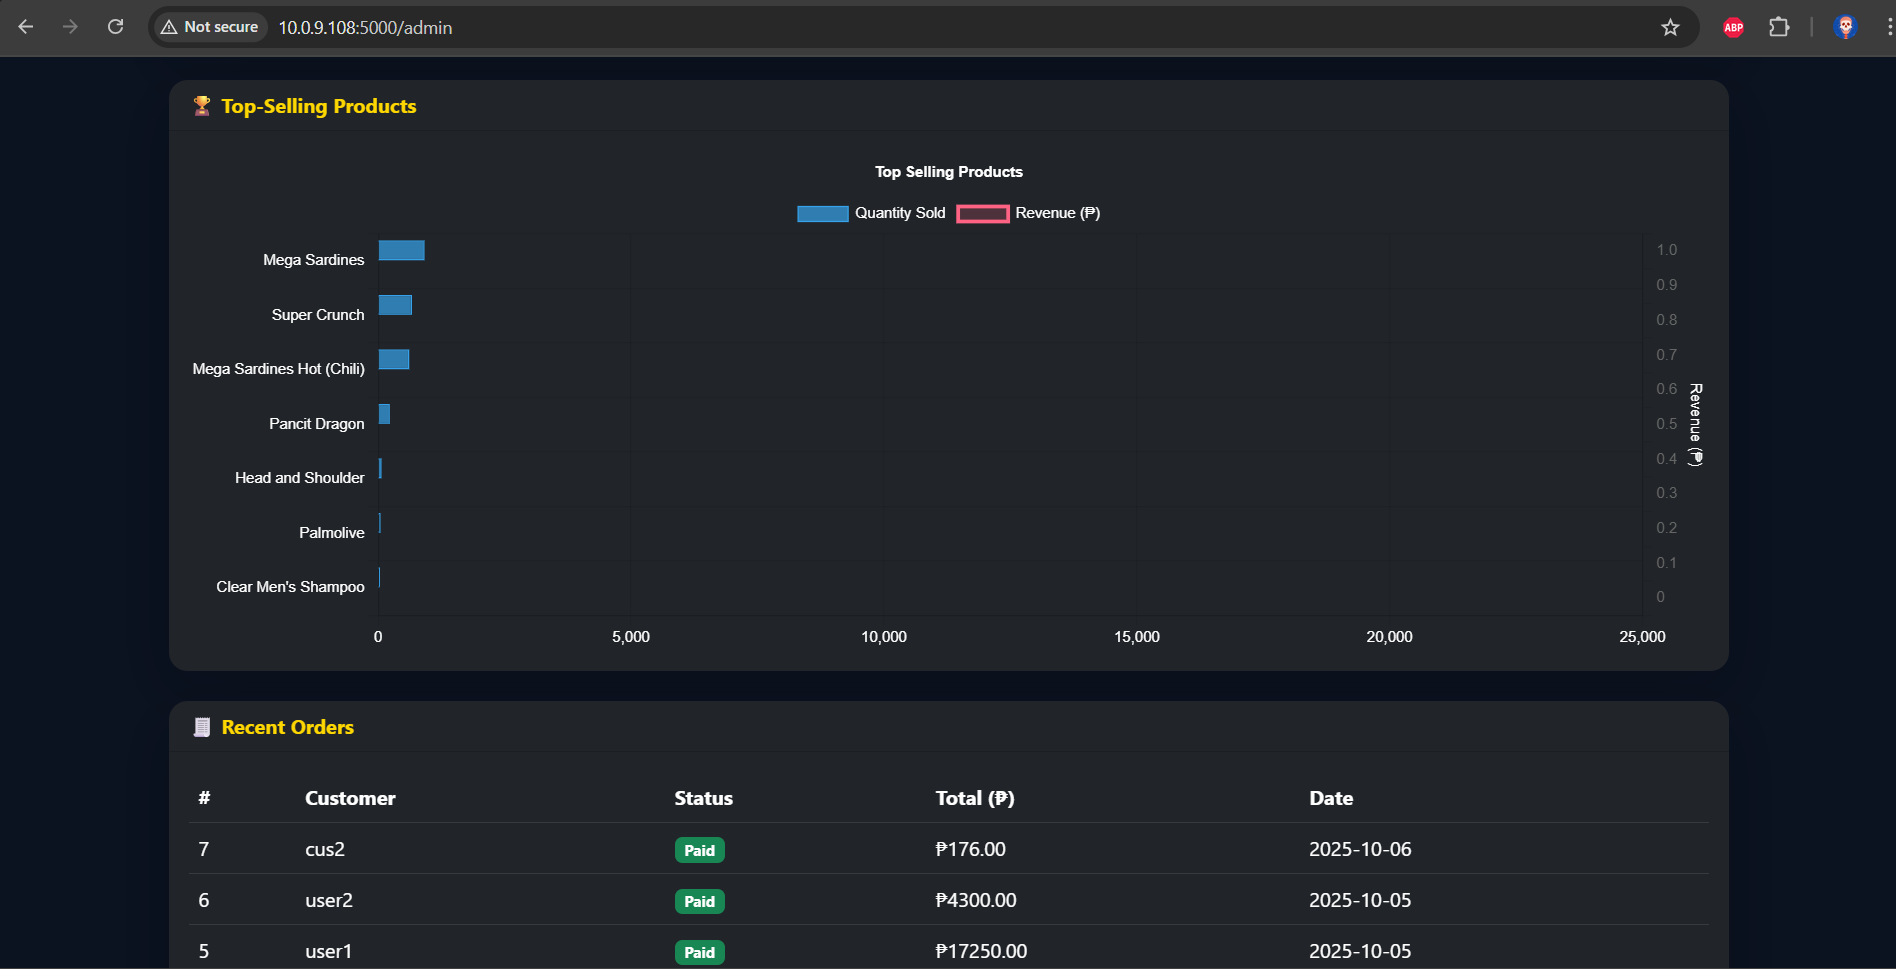 Not secure 10.0.9.108:5000/admin
ABP
🏆 Top-Selling Products
Top Selling Products
Quantity Sold Revenue (₱)
Mega Sardines
Super Crunch
Mega Sardines Hot (Chili)
Pancit Dragon
Head and Shoulder
Palmolive
Clear Men's Shampoo
0 5,000 10,000 15,000 20,000 25,000
1.0
0.9
0.8
0.7
0.6
0.5
0.4
0.3
0.2
0.1
0
Revenue (₱)
🧾 Recent Orders
# Customer Status Total (₱) Date
7 cus2 Paid ₱176.00 2025-10-06
6 user2 Paid ₱4300.00 2025-10-05
5 user1 Paid ₱17250.00 2025-10-05